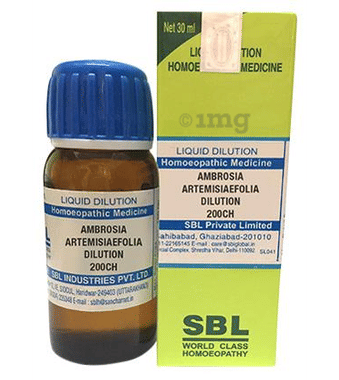 LIQUID DILUTION
Homoeopathic Medicine
AMBROSIA
ARTEMISIAEFOLIA
DILUTION
200CH
SBL INDUSTRIES PVT. LTD.
Net 30 ml
LIQUID DILUTION
HOMOEOPATHIC MEDICINE
1mg
LIQUID DILUTION
Homoeopathic Medicine
AMBROSIA
ARTEMISIAEFOLIA
DILUTION
200CH
SBL Private Limited
Sahibabad, Ghaziabad-201010
SBL
WORLD CLASS
HOMOEOPATHY